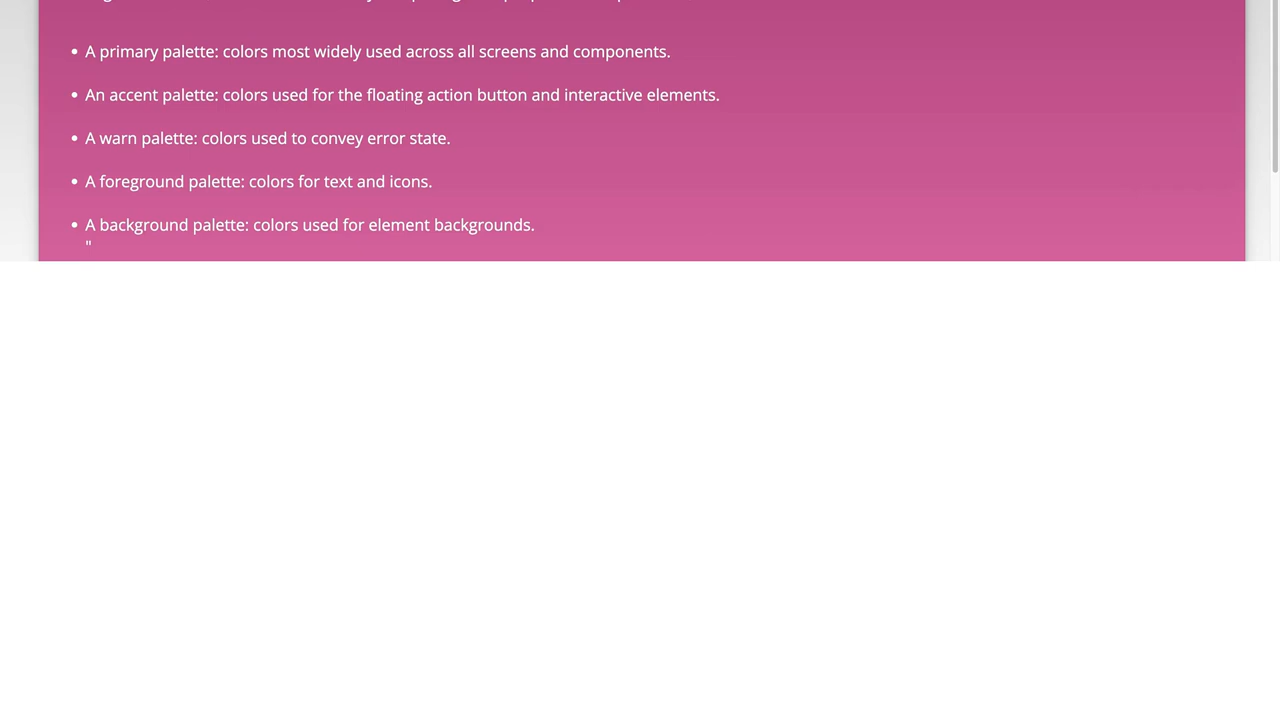 • A primary palette: colors most widely used across all screens and components.
• An accent palette: colors used for the floating action button and interactive elements.
• A warn palette: colors used to convey error state.
• A foreground palette: colors for text and icons.
• A background palette: colors used for element backgrounds.
"